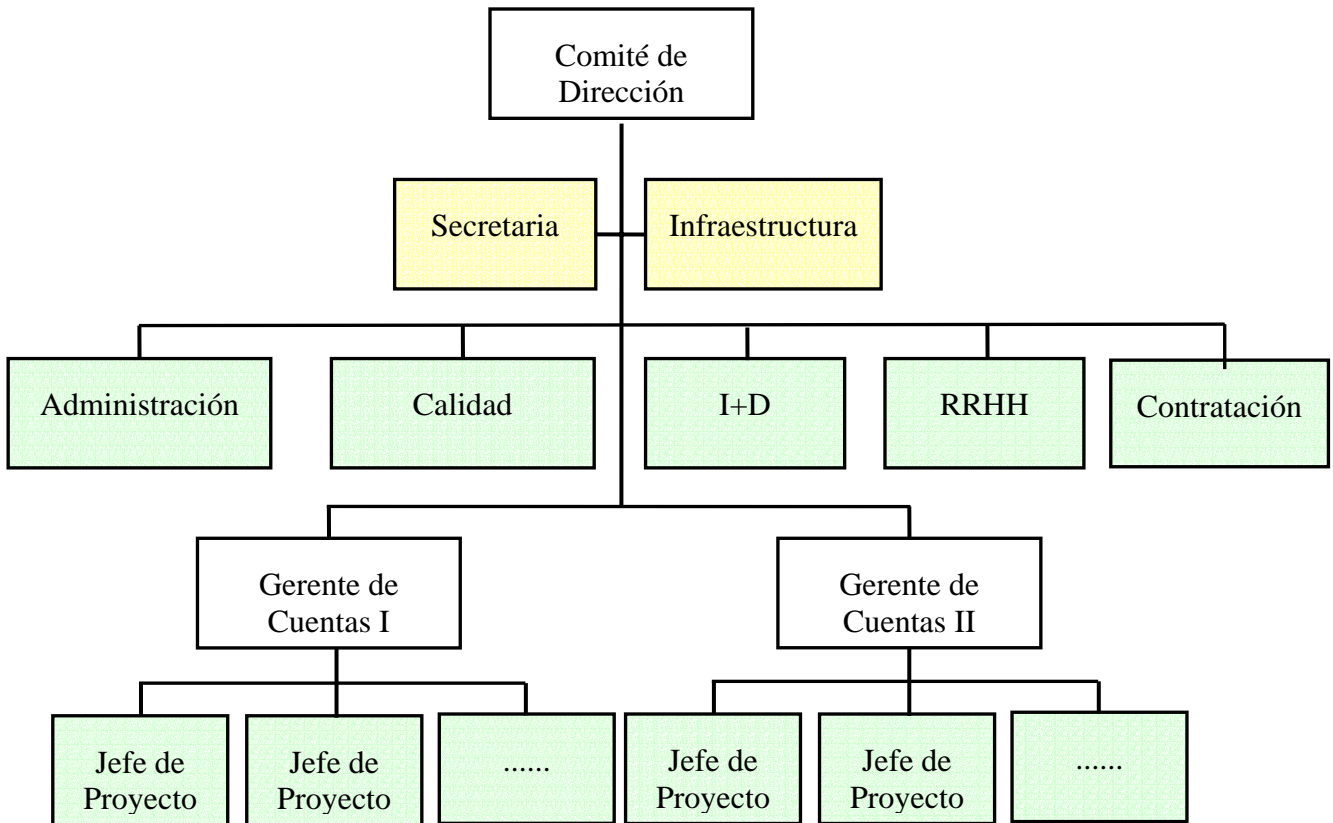 Comité de
Dirección
Secretaria
Infraestructura
Administración
Calidad
I+D
RRHH
Contratación
Gerente de
Cuentas I
Gerente de
Cuentas II
Jefe de
Proyecto
Jefe de
Proyecto
......
Jefe de
Proyecto
Jefe de
Proyecto
......